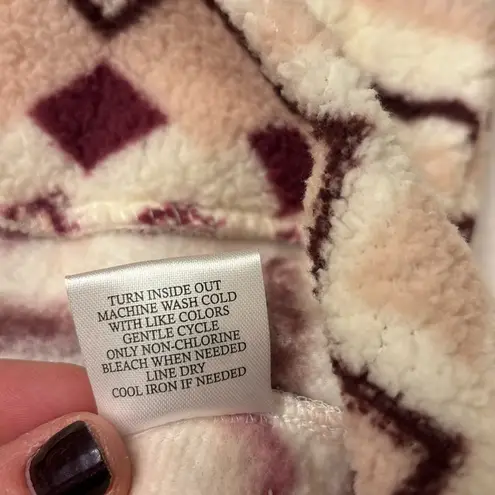 TURN INSIDE OUT
MACHINE WASH COLD
WITH LIKE COLORS
GENTLE CYCLE
ONLY NON-CHLORINE
BLEACH WHEN NEEDED
LINE DRY
COOL IRON IF NEEDED